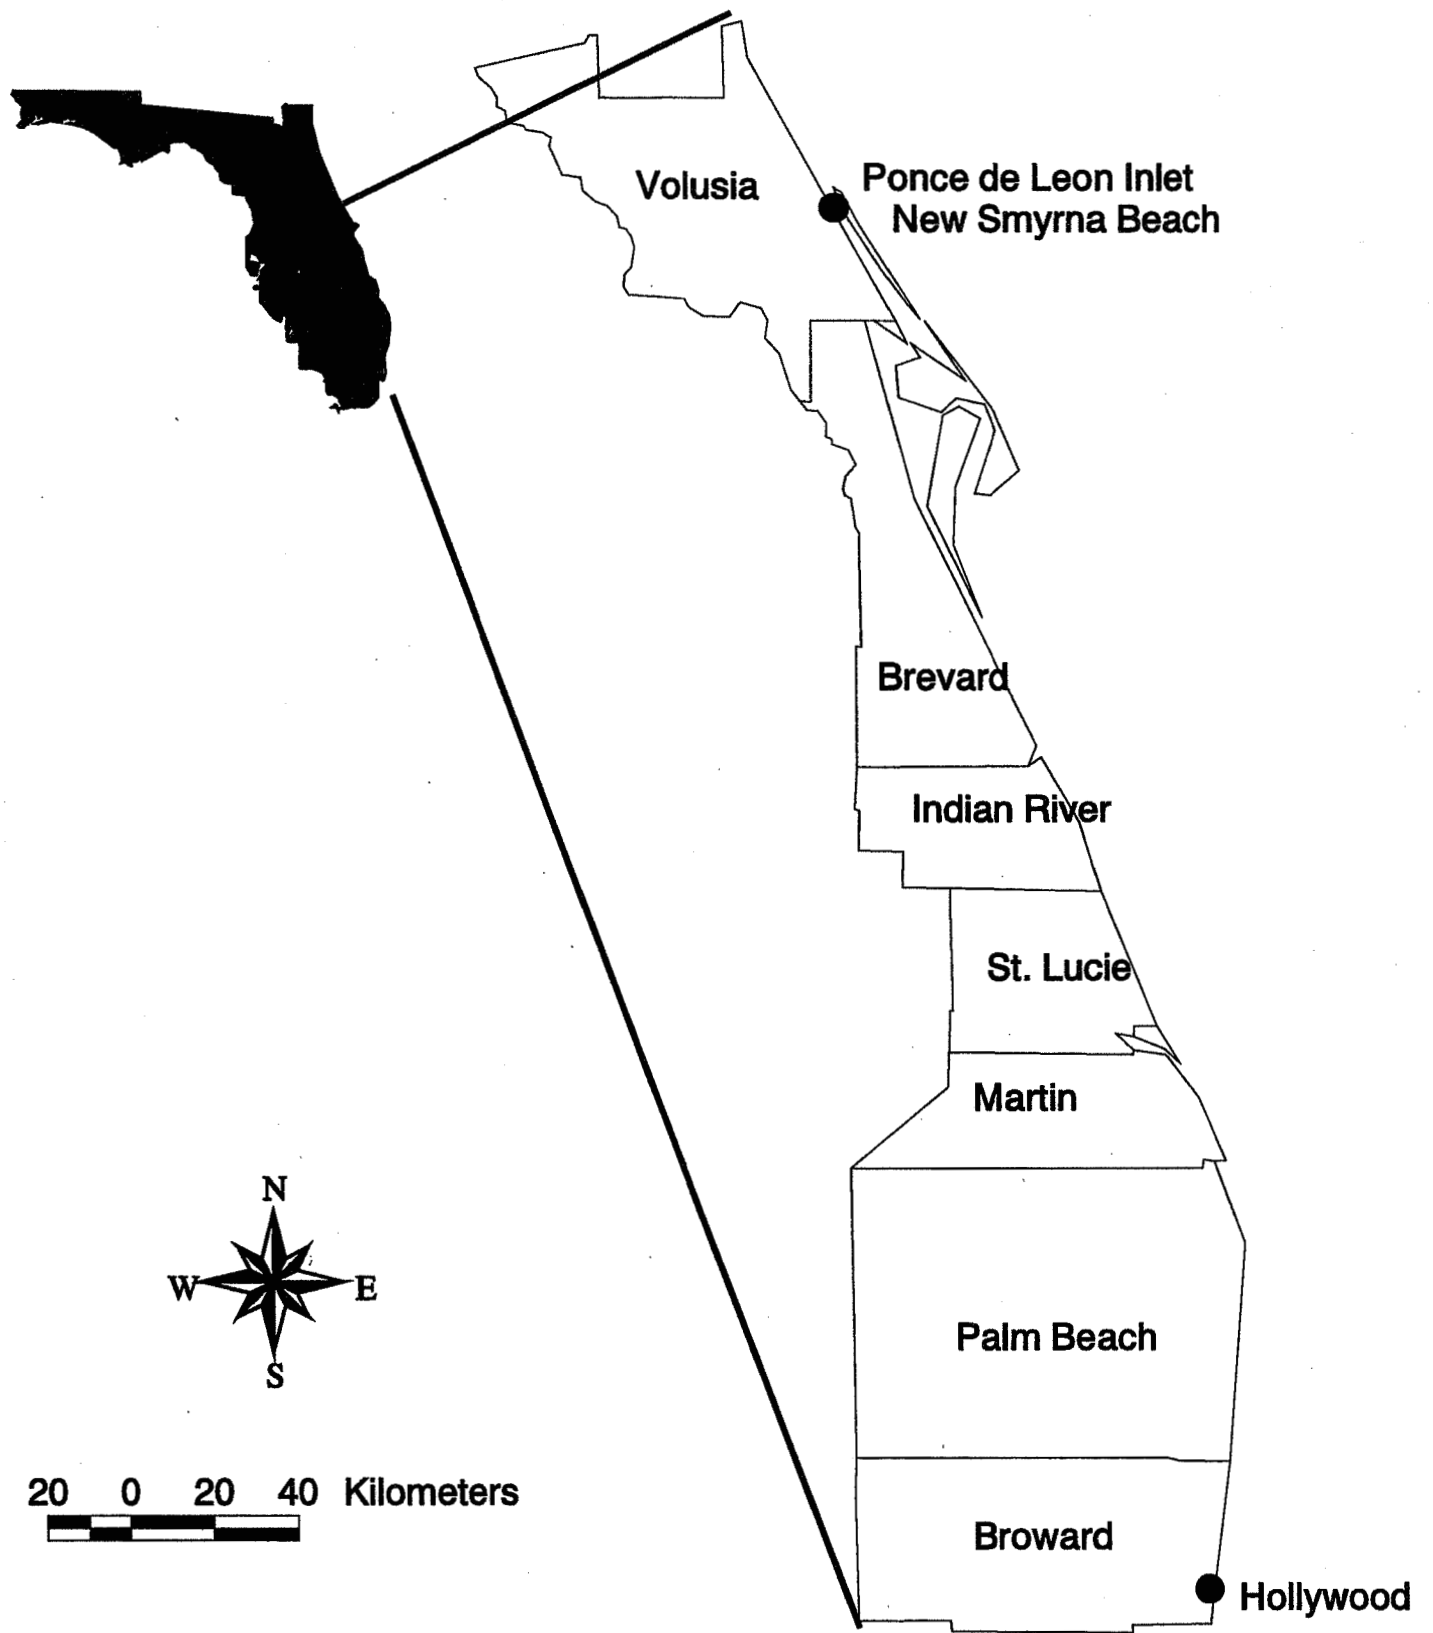 Volusia
Ponce de Leon Inlet
New Smyrna Beach
Brevard
Indian River
St. Lucie
Martin
N
W E
S
Palm Beach
20 0 20 40 Kilometers
Broward
Hollywood